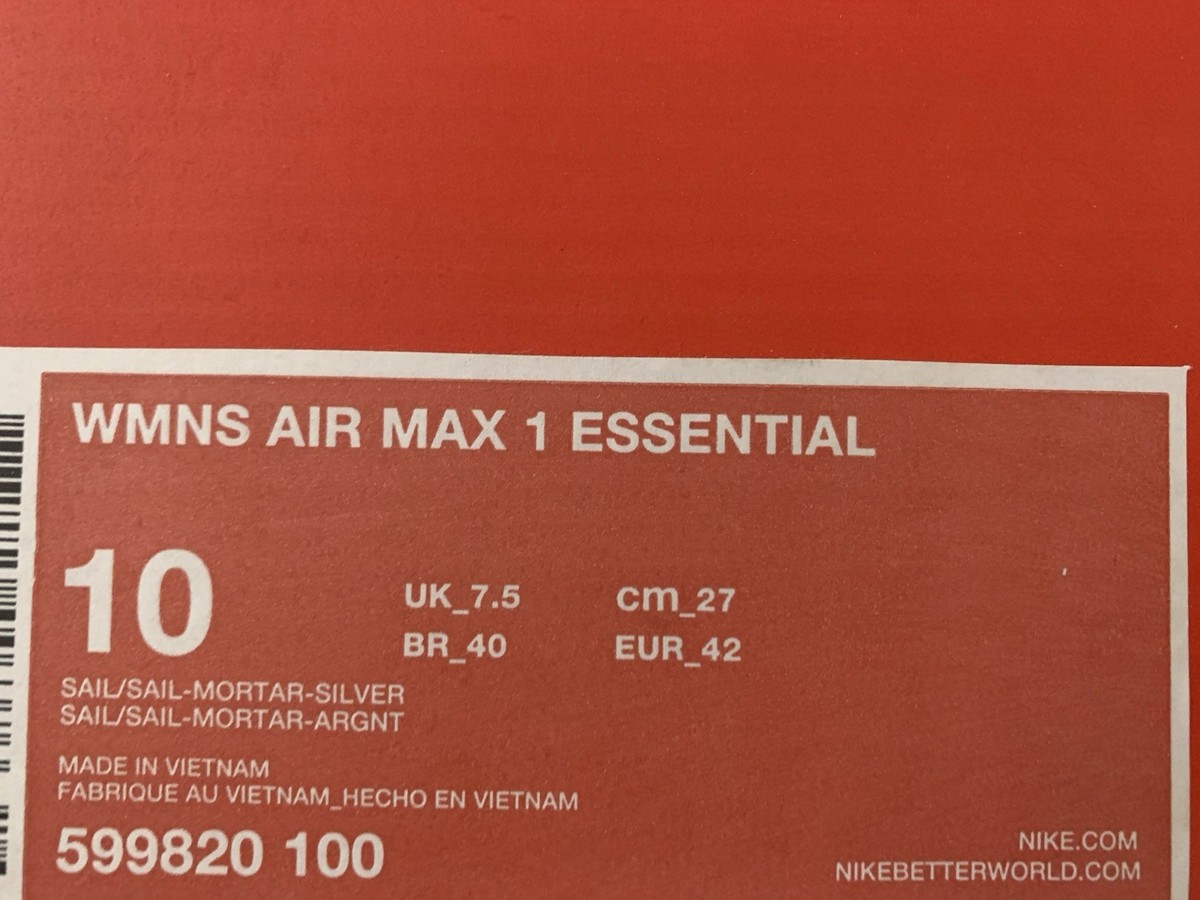 WMNS AIR MAX 1 ESSENTIAL
10
UK_7.5 cm_27
BR_40 EUR_42
SAIL/SAIL-MORTAR-SILVER
SAIL/SAIL-MORTAR-ARGNT
MADE IN VIETNAM
FABRIQUE AU VIETNAM_HECHO EN VIETNAM
599820 100
NIKE.COM
NIKEBETTERWORLD.COM